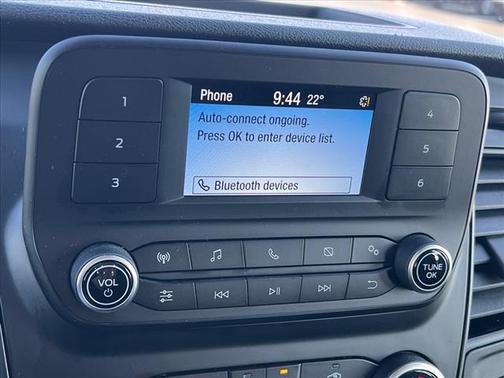 Phone 9:44 22°
Auto-connect ongoing.
Press OK to enter device list.
Bluetooth devices
1
2
3
4
5
6
VOL
TUNE
OK